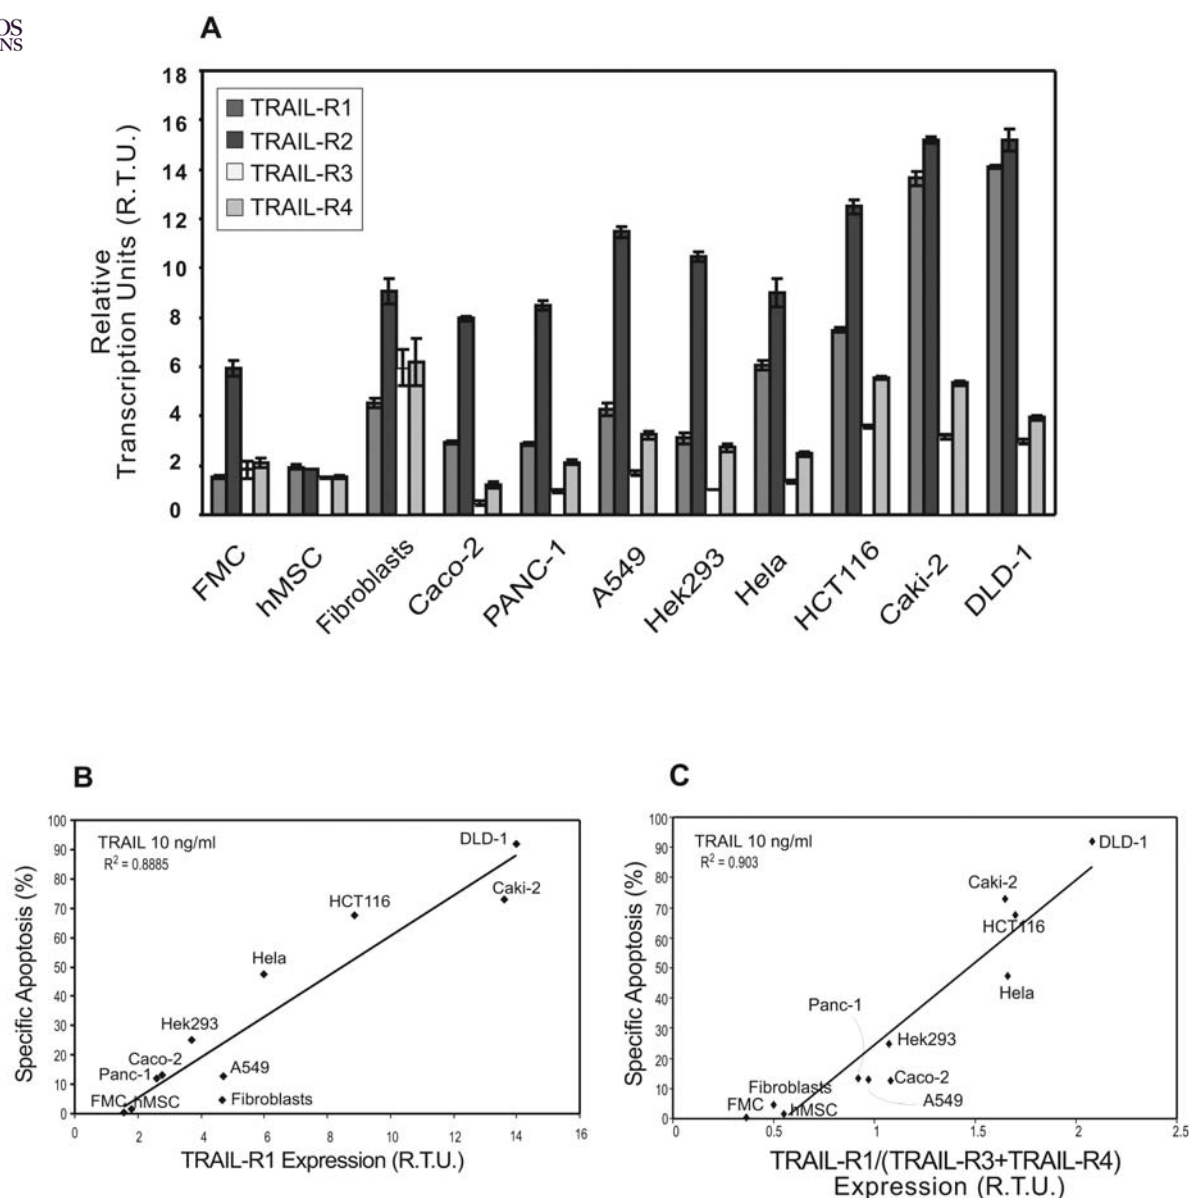 OS
NS
A
18
16
14
12
10
8
6
4
2
0
Relative
Transcription Units (R.T.U.)
TRAIL-R1
TRAIL-R2
TRAIL-R3
TRAIL-R4
FMC
hMSC
Fibroblasts
Caco-2
PANC-1
A549
Hek293
Hela
HCT116
Caki-2
DLD-1
B
TRAIL 10 ng/ml
R² = 0.8885
Specific Apoptosis (%)
100
90
80
70
60
50
40
30
20
10
0
DLD-1
Caki-2
HCT116
Hela
Hek293
Caco-2
Panc-1
A549
FMC
hMSC
Fibroblasts
0 2 4 6 8 10 12 14 16
TRAIL-R1 Expression (R.T.U.)
C
TRAIL 10 ng/ml
R² = 0.903
Specific Apoptosis (%)
100
90
80
70
60
50
40
30
20
10
0
DLD-1
Caki-2
HCT116
Hela
Panc-1
Hek293
Caco-2
Fibroblasts
A549
FMC
hMSC
0 0.5 1 1.5 2 2.5
TRAIL-R1/(TRAIL-R3+TRAIL-R4)
Expression (R.T.U.)